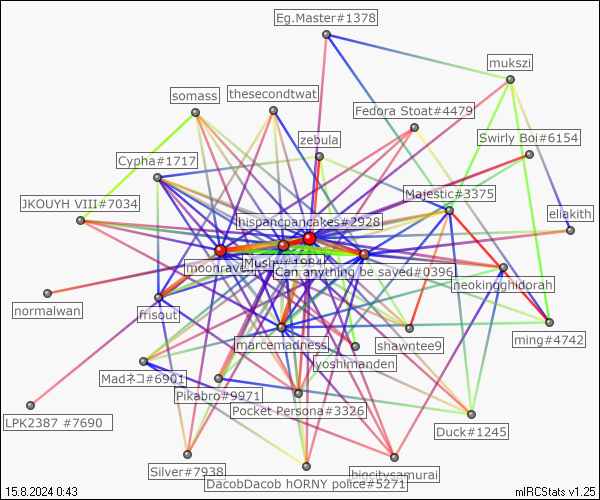 Eg.Master#1378
mukszi
somass
thesecondtwat
Fedora Stoat#4479
zebula
Swirly Boi#6154
Cypha#1717
Majestic#3375
JKOUYH VIII#7034
hispancpancakes#2928
eliakith
jmoonrave
Mushy#1984
Can anything be saved#0396
neokingghidorah
normalwan
frisout
marcemadness
shawntee9
ming#4742
yoshimanden
Madネコ#6901
Pikabro#9971
Pocket Persona#3326
LPK2387 #7690
Duck#1245
Silver#7938
DacobDacob hORNY police#5271
bigcitysamurai
15.8.2024 0:43
mIRCStats v1.25